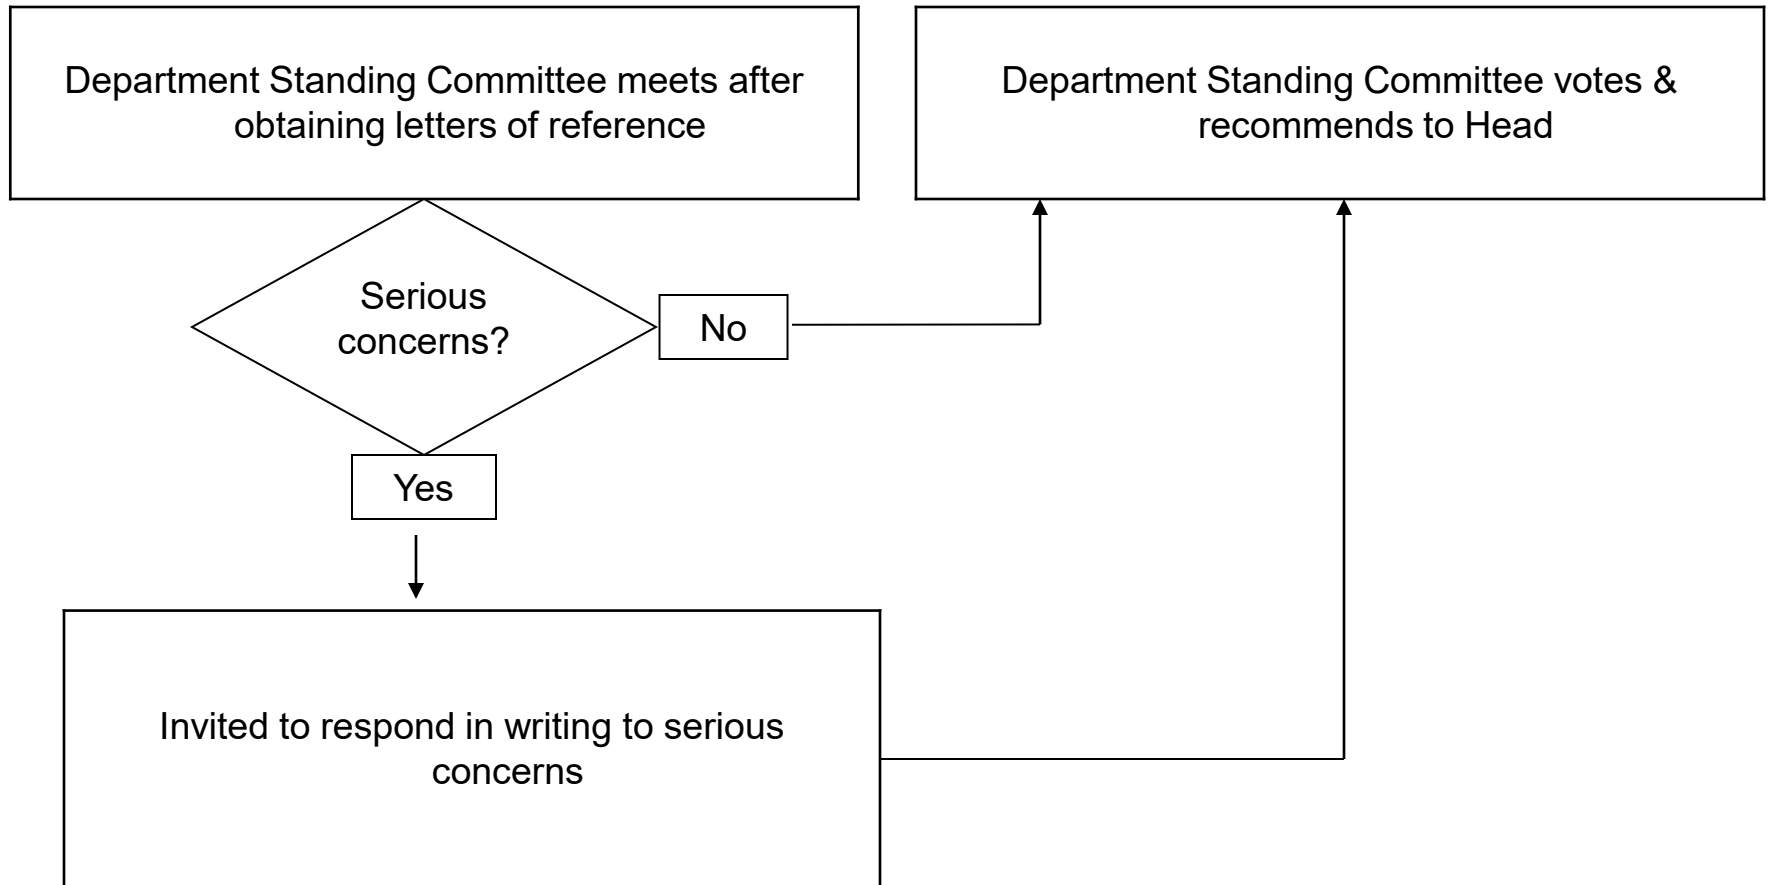 Department Standing Committee meets after
obtaining letters of reference
Department Standing Committee votes &
recommends to Head
Serious
concerns?
No
Yes
Invited to respond in writing to serious
concerns